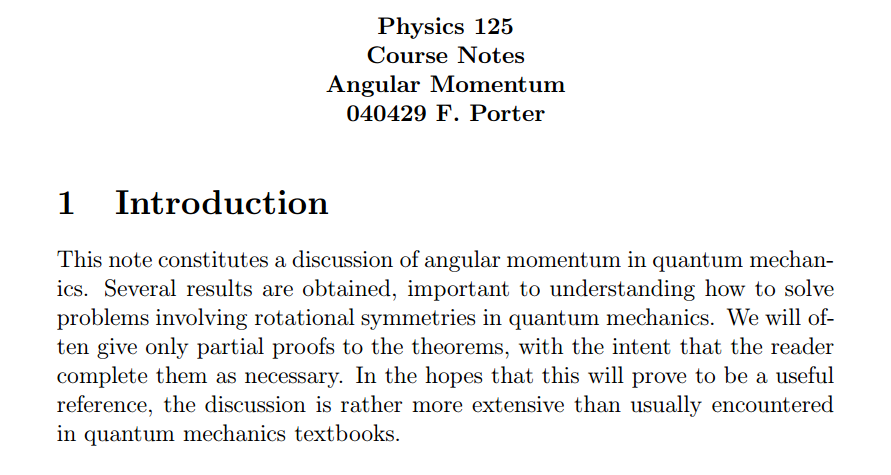 Physics 125
Course Notes
Angular Momentum
040429 F. Porter
1 Introduction
This note constitutes a discussion of angular momentum in quantum mechan-
ics. Several results are obtained, important to understanding how to solve
problems involving rotational symmetries in quantum mechanics. We will of-
ten give only partial proofs to the theorems, with the intent that the reader
complete them as necessary. In the hopes that this will prove to be a useful
reference, the discussion is rather more extensive than usually encountered
in quantum mechanics textbooks.